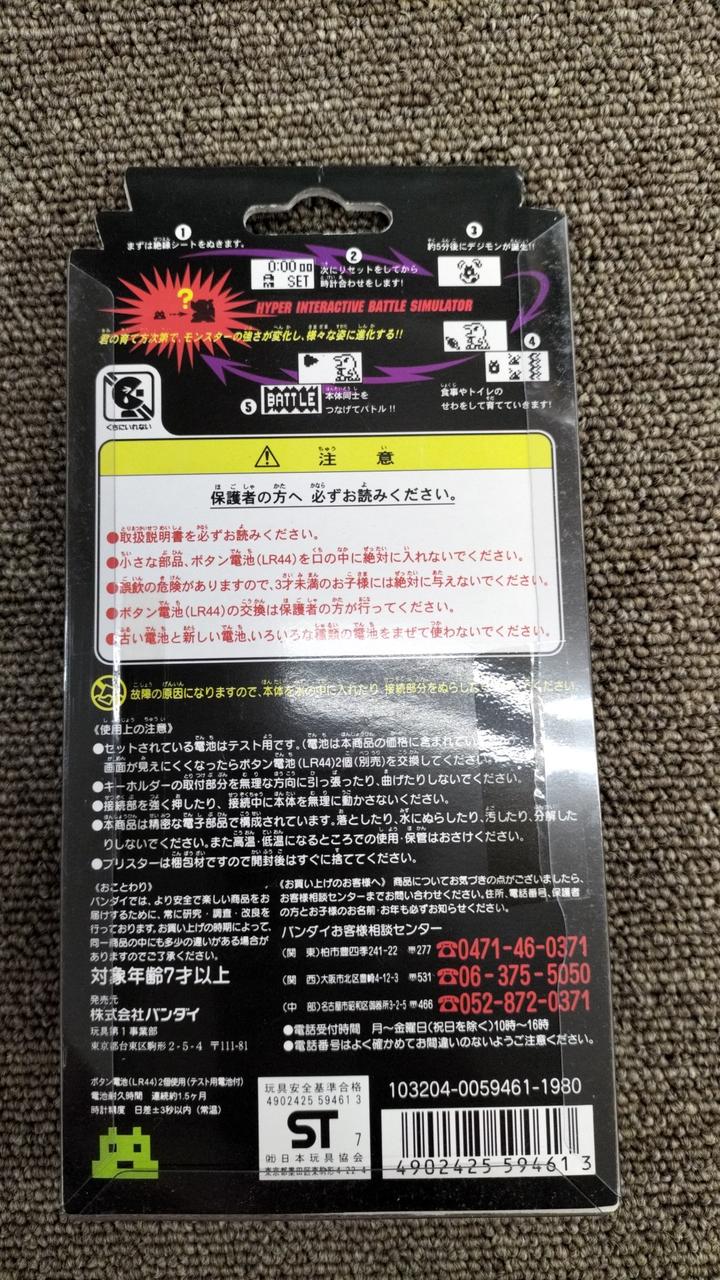 ① まずは絶縁シートをぬきます。
② 次にリセットをしてから
時計合わせをします!
0:00 00
SET
③ 約5分後にデジモンが誕生!!
?
HYPER INTERACTIVE BATTLE SIMULATOR
君の育て方次第で、モンスターの強さが変化し、様々な姿に進化する!!
④ 食事やトイレの
せわをして育てていきます!
⑤ BATTLE 本体同士を
つなげてバトル!!
くちにいれない
注意
保護者の方へ 必ずお読みください。
●取扱説明書を必ずお読みください。
●小さな部品、ボタン電池(LR44)を口の中に絶対に入れないでください。
●誤飲の危険がありますので、3才未満のお子様には絶対に与えないでください。
●ボタン電池(LR44)の交換は保護者の方が行ってください。
●古い電池と新しい電池、いろいろな種類の電池をまぜて使わないでください。
故障の原因になりますので、本体を水の中に入れたり、接続部分をぬらした ください。
《使用上の注意》
●セットされている電池はテスト用です。(電池は本商品の価格に含まれてい
画面が見えにくくなったらボタン電池(LR44)2個(別売)を交換してください。
●キーホルダーの取付部分を無理な方向に引っ張ったり、曲げたりしないでください。
●接続部を強く押したり、接続中に本体を無理に動かさないでください。
●本商品は精密な電子部品で構成されています。落としたり、水にぬらしたり、汚したり、分解した
りしないでください。また高温・低温になるところでの使用・保管はおさけください。
●ブリスターは梱包材ですので開封後はすぐに捨ててください。
《おことわり》
バンダイでは、より安全で楽しい商品をお
届けするために、常に研究・調査・改良を
行っております。お買い上げの時期によって、
同一商品の中にも多少の違いがある場合が
ありますのでご了承ください。
対象年齢7才以上
発売元
株式会社バンダイ
玩具第1事業部
東京都台東区駒形2-5-4 〒111-81
《お買い上げのお客様へ》 商品についてお気づきの点がございましたら、
お客様相談センターまでお問い合わせください。住所、電話番号、保護者
の方とお子様のお名前・お年も必ずお知らせください。
バンダイお客様相談センター
(関 東)柏市豊四季241-22 〒277 ☎0471-46-0371
(関 西)大阪市北区豊崎4-12-3 〒531 ☎06-375-5050
(中 部)名古屋市昭和区御器所3-2-5 〒466 ☎052-872-0371
●電話受付時間 月〜金曜日(祝日を除く)10時〜16時
●電話番号はよく確かめてお間違いのないようご注意ください。
ボタン電池(LR44)2個使用(テスト用電池付)
電池耐久時間 連続約1.5ヶ月
時計精度 日差±3秒以内(常温)
玩具安全基準合格
4902425 59461 3
ST 7
㈳日本玩具協会
東京都墨田区東駒形4-22-4
103204-0059461-1980
4902425 594613